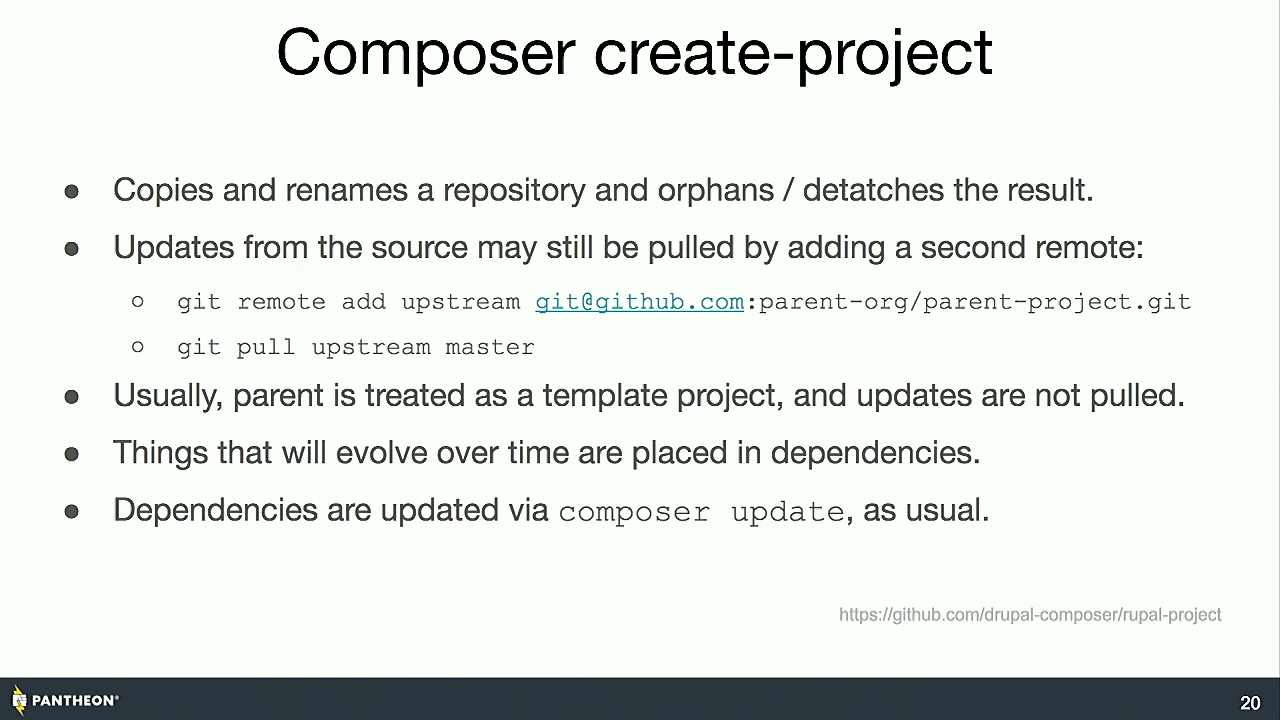 Composer create-project
● Copies and renames a repository and orphans / detatches the result.
● Updates from the source may still be pulled by adding a second remote:
○ git remote add upstream git@github.com:parent-org/parent-project.git
○ git pull upstream master
● Usually, parent is treated as a template project, and updates are not pulled.
● Things that will evolve over time are placed in dependencies.
● Dependencies are updated via composer update, as usual.
https://github.com/drupal-composer/rupal-project
PANTHEON®
20